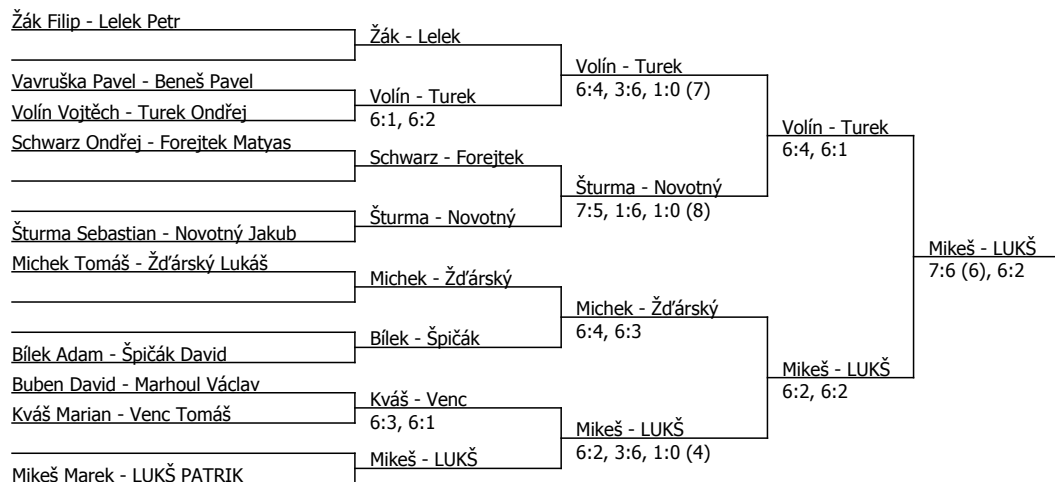 Žák Filip - Lelek Petr
Vavruška Pavel - Beneš Pavel
Volín Vojtěch - Turek Ondřej
Schwarz Ondřej - Forejtek Matyas
Šturma Sebastian - Novotný Jakub
Michek Tomáš - Žďárský Lukáš
Bílek Adam - Špičák David
Buben David - Marhoul Václav
Kváš Marian - Venc Tomáš
Mikeš Marek - LUKŠ PATRIK
Žák - Lelek
Volín - Turek
6:1, 6:2
Schwarz - Forejtek
Šturma - Novotný
Michek - Žďárský
Bílek - Špičák
Kváš - Venc
6:3, 6:1
Mikeš - LUKŠ
Volín - Turek
6:4, 3:6, 1:0 (7)
Šturma - Novotný
7:5, 1:6, 1:0 (8)
Michek - Žďárský
6:4, 6:3
Mikeš - LUKŠ
6:2, 3:6, 1:0 (4)
Volín - Turek
6:4, 6:1
Mikeš - LUKŠ
6:2, 6:2
Mikeš - LUKŠ
7:6 (6), 6:2